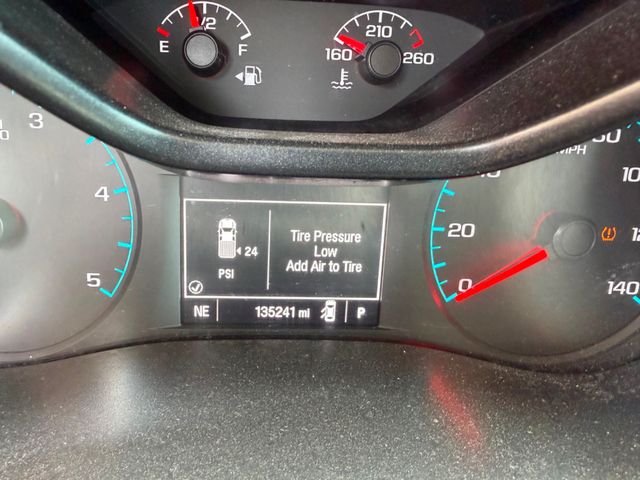 E 1/2 F
160 210 260
3
4
5
24
PSI
Tire Pressure
Low
Add Air to Tire
NE 135241 mi P
MPH
0
20
140